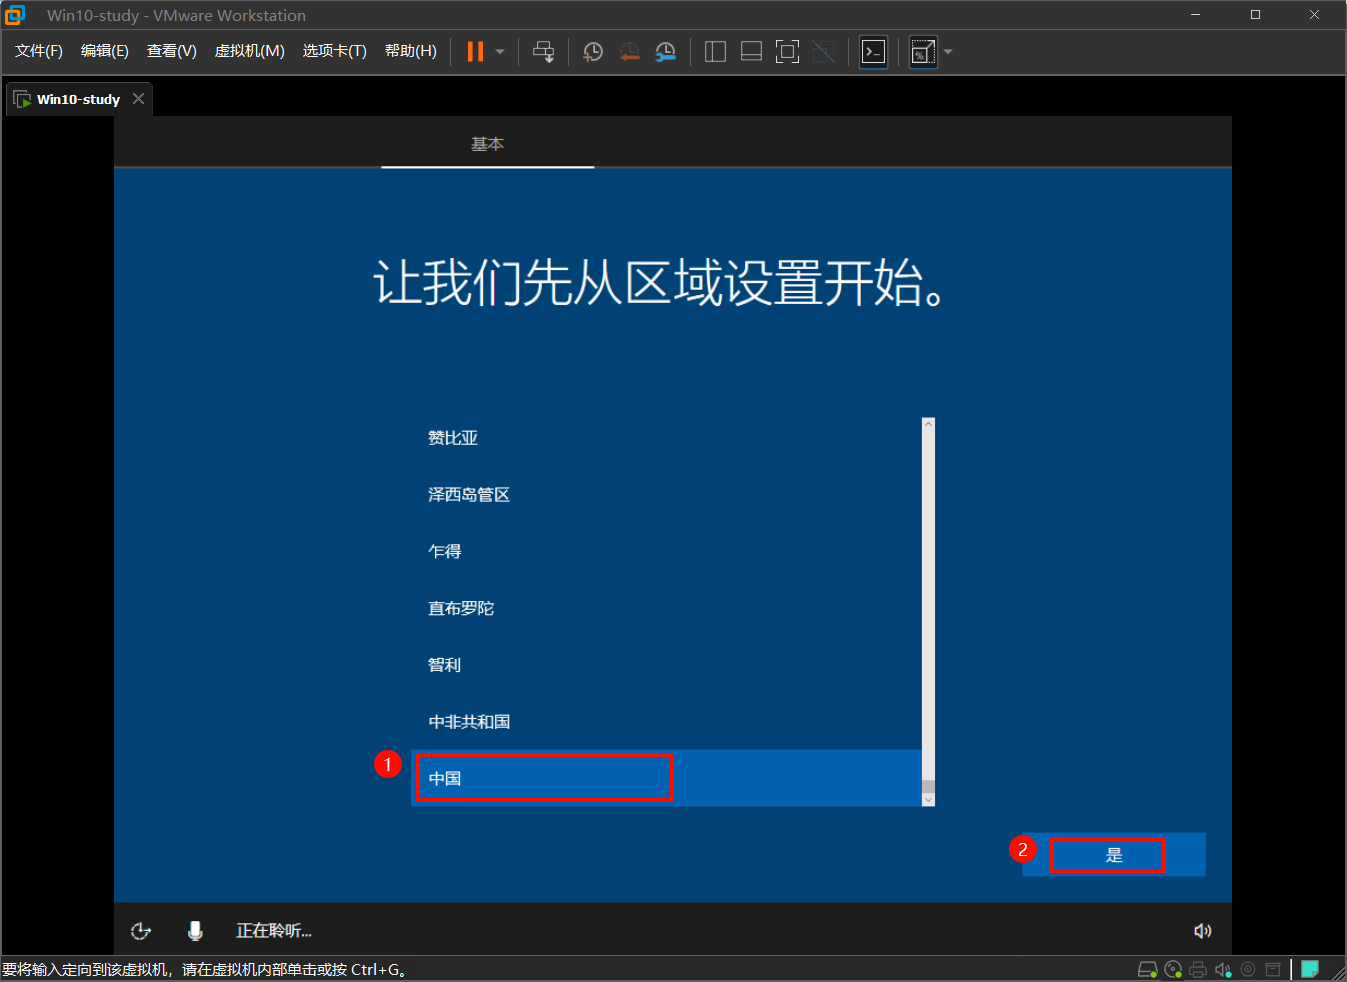 Win10-study - VMware Workstation
文件(F) 编辑(E) 查看(V) 虚拟机(M) 选项卡(T) 帮助(H)
Win10-study
基本
让我们先从区域设置开始。
赞比亚
泽西岛管区
乍得
直布罗陀
智利
中非共和国
1 中国
2 是
正在聆听...
要将输入定向到该虚拟机，请在虚拟机内部单击或按 Ctrl+G。